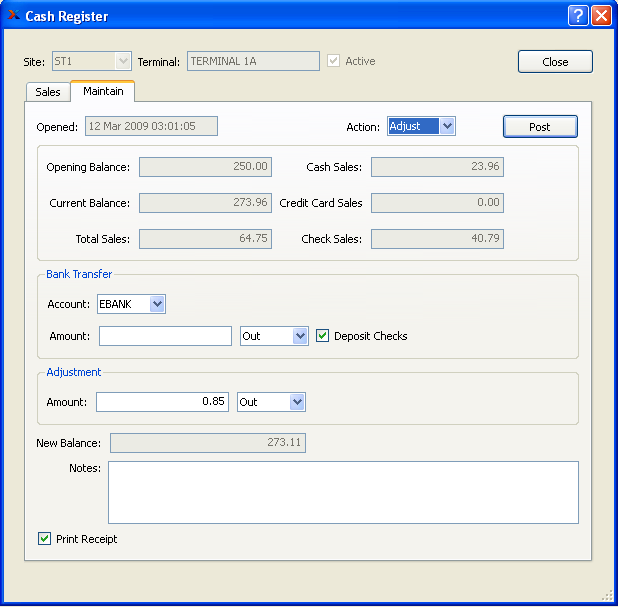 Cash Register
Site: ST1 Terminal: TERMINAL 1A Active Close
Sales Maintain
Opened: 12 Mar 2009 03:01:05 Action: Adjust Post
Opening Balance: 250.00 Cash Sales: 23.96
Current Balance: 273.96 Credit Card Sales 0.00
Total Sales: 64.75 Check Sales: 40.79
Bank Transfer
Account: EBANK
Amount: Out Deposit Checks
Adjustment
Amount: 0.85 Out
New Balance: 273.11
Notes:
Print Receipt